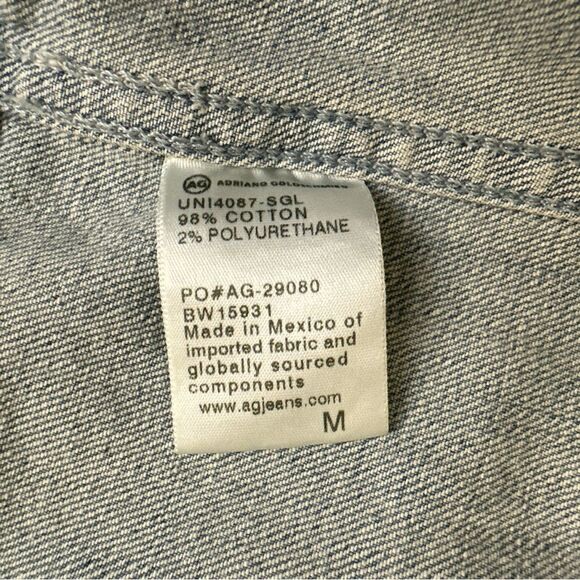 AG ADRIANO GOLDSCHMIED
UNI4087-SGL
98% COTTON
2% POLYURETHANE
PO#AG-29080
BW15931
Made in Mexico of
imported fabric and
globally sourced
components
www.agjeans.com
M